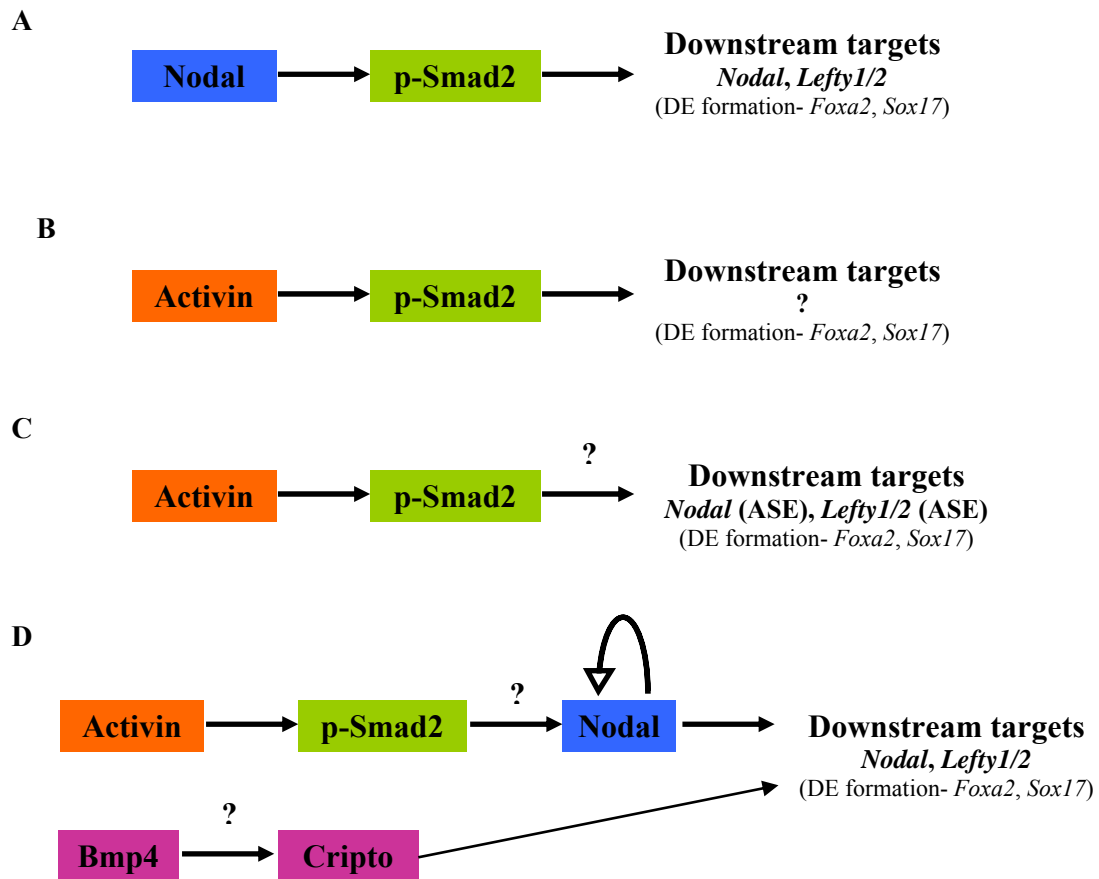 A
Nodal
p-Smad2
Downstream targets
Nodal, Lefty1/2
(DE formation- Foxa2, Sox17)
B
Activin
p-Smad2
Downstream targets
?
(DE formation- Foxa2, Sox17)
C
Activin
p-Smad2
?
Downstream targets
Nodal (ASE), Lefty1/2 (ASE)
(DE formation- Foxa2, Sox17)
D
Activin
p-Smad2
?
Nodal
Downstream targets
Nodal, Lefty1/2
(DE formation- Foxa2, Sox17)
Bmp4
?
Cripto